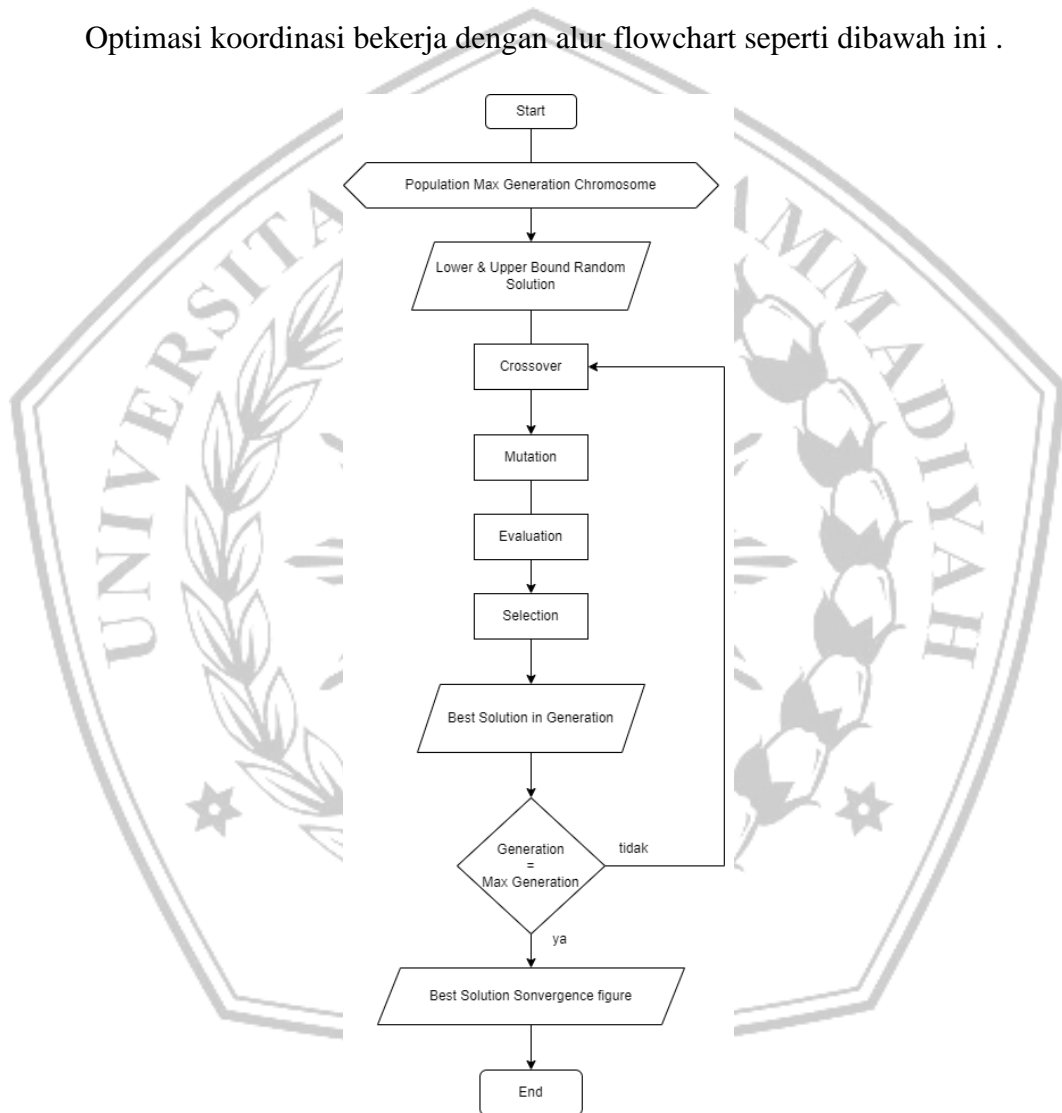 Optimasi koordinasi bekerja dengan alur flowchart seperti dibawah ini .
Start
Population Max Generation Chromosome
Lower & Upper Bound Random
Solution
Crossover
Mutation
Evaluation
Selection
Best Solution in Generation
Generation
=
Max Generation
tidak
ya
Best Solution Sonvergence figure
End